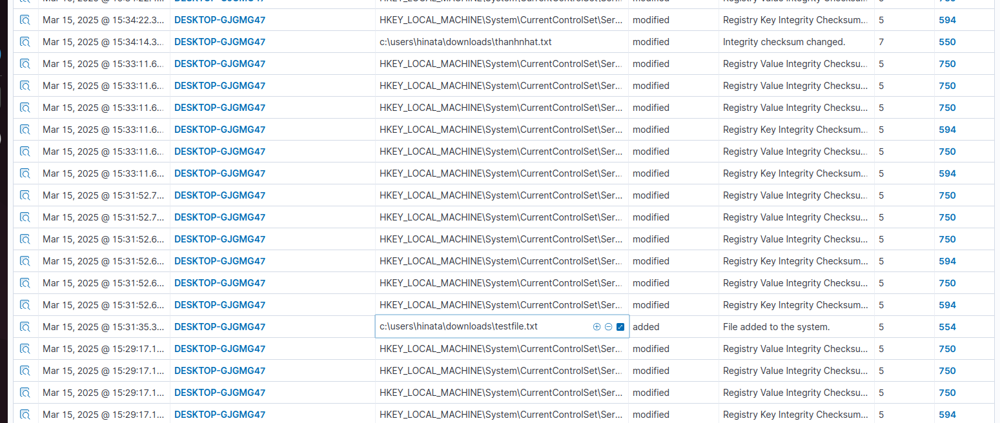 Mar 15, 2025 @ 15:34:22.3... DESKTOP-GJGMG47 HKEY_LOCAL_MACHINE\System\CurrentControlSet\Ser... modified Registry Key Integrity Checksum... 5 594
Mar 15, 2025 @ 15:34:14.3... DESKTOP-GJGMG47 c:\users\hinata\downloads\thanhnhat.txt modified Integrity checksum changed. 7 550
Mar 15, 2025 @ 15:33:11.6... DESKTOP-GJGMG47 HKEY_LOCAL_MACHINE\System\CurrentControlSet\Ser... modified Registry Value Integrity Checksu... 5 750
Mar 15, 2025 @ 15:33:11.6... DESKTOP-GJGMG47 HKEY_LOCAL_MACHINE\System\CurrentControlSet\Ser... modified Registry Value Integrity Checksu... 5 750
Mar 15, 2025 @ 15:33:11.6... DESKTOP-GJGMG47 HKEY_LOCAL_MACHINE\System\CurrentControlSet\Ser... modified Registry Value Integrity Checksu... 5 750
Mar 15, 2025 @ 15:33:11.6... DESKTOP-GJGMG47 HKEY_LOCAL_MACHINE\System\CurrentControlSet\Ser... modified Registry Key Integrity Checksum... 5 594
Mar 15, 2025 @ 15:33:11.6... DESKTOP-GJGMG47 HKEY_LOCAL_MACHINE\System\CurrentControlSet\Ser... modified Registry Value Integrity Checksu... 5 750
Mar 15, 2025 @ 15:33:11.6... DESKTOP-GJGMG47 HKEY_LOCAL_MACHINE\System\CurrentControlSet\Ser... modified Registry Key Integrity Checksum... 5 594
Mar 15, 2025 @ 15:31:52.7... DESKTOP-GJGMG47 HKEY_LOCAL_MACHINE\System\CurrentControlSet\Ser... modified Registry Value Integrity Checksu... 5 750
Mar 15, 2025 @ 15:31:52.7... DESKTOP-GJGMG47 HKEY_LOCAL_MACHINE\System\CurrentControlSet\Ser... modified Registry Value Integrity Checksu... 5 750
Mar 15, 2025 @ 15:31:52.6... DESKTOP-GJGMG47 HKEY_LOCAL_MACHINE\System\CurrentControlSet\Ser... modified Registry Value Integrity Checksu... 5 750
Mar 15, 2025 @ 15:31:52.6... DESKTOP-GJGMG47 HKEY_LOCAL_MACHINE\System\CurrentControlSet\Ser... modified Registry Key Integrity Checksum... 5 594
Mar 15, 2025 @ 15:31:52.6... DESKTOP-GJGMG47 HKEY_LOCAL_MACHINE\System\CurrentControlSet\Ser... modified Registry Value Integrity Checksu... 5 750
Mar 15, 2025 @ 15:31:52.6... DESKTOP-GJGMG47 HKEY_LOCAL_MACHINE\System\CurrentControlSet\Ser... modified Registry Key Integrity Checksum... 5 594
Mar 15, 2025 @ 15:31:35.3... DESKTOP-GJGMG47 c:\users\hinata\downloads\testfile.txt added File added to the system. 5 554
Mar 15, 2025 @ 15:29:17.1... DESKTOP-GJGMG47 HKEY_LOCAL_MACHINE\System\CurrentControlSet\Ser... modified Registry Value Integrity Checksu... 5 750
Mar 15, 2025 @ 15:29:17.1... DESKTOP-GJGMG47 HKEY_LOCAL_MACHINE\System\CurrentControlSet\Ser... modified Registry Value Integrity Checksu... 5 750
Mar 15, 2025 @ 15:29:17.1... DESKTOP-GJGMG47 HKEY_LOCAL_MACHINE\System\CurrentControlSet\Ser... modified Registry Value Integrity Checksu... 5 750
Mar 15, 2025 @ 15:29:17.1... DESKTOP-GJGMG47 HKEY_LOCAL_MACHINE\System\CurrentControlSet\Ser... modified Registry Key Integrity Checksum... 5 594